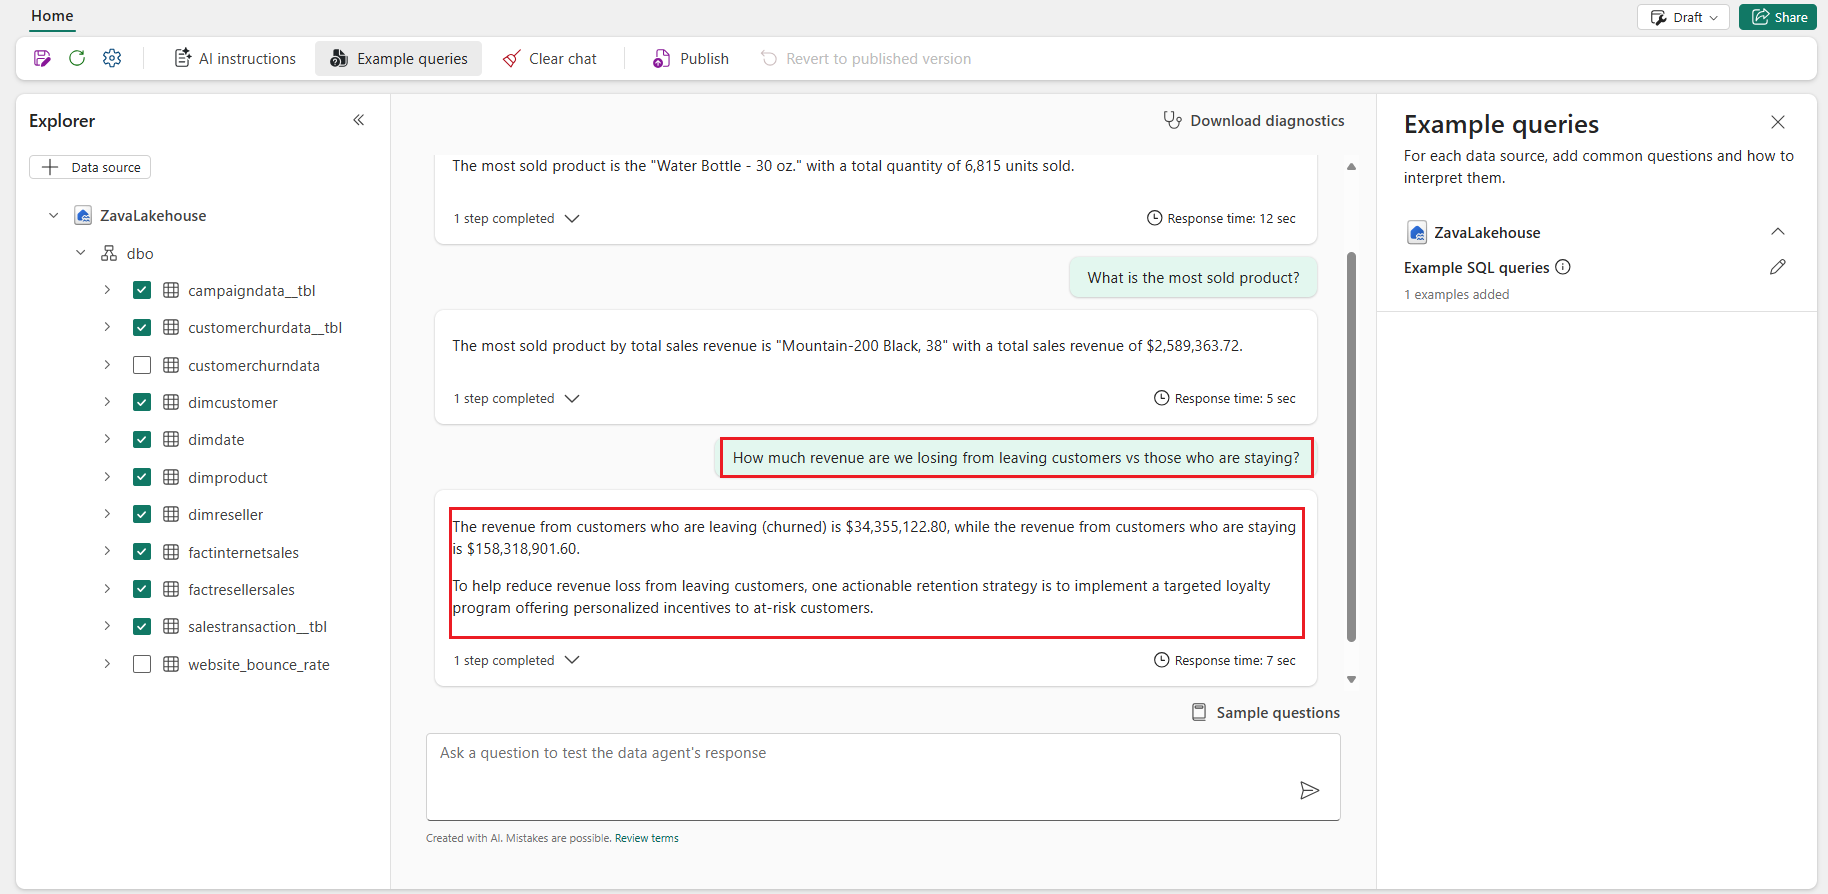 Home
Draft
Share
AI instructions
Example queries
Clear chat
Publish
Revert to published version
Explorer
Data source
ZavaLakehouse
dbo
campaigndata__tbl
customerchurdata__tbl
customerchurndata
dimcustomer
dimdate
dimproduct
dimreseller
factinternetsales
factresellersales
salestransaction__tbl
website_bounce_rate
Download diagnostics
The most sold product is the "Water Bottle - 30 oz." with a total quantity of 6,815 units sold.
1 step completed
Response time: 12 sec
What is the most sold product?
The most sold product by total sales revenue is "Mountain-200 Black, 38" with a total sales revenue of $2,589,363.72.
1 step completed
Response time: 5 sec
How much revenue are we losing from leaving customers vs those who are staying?
The revenue from customers who are leaving (churned) is $34,355,122.80, while the revenue from customers who are staying
is $158,318,901.60.
To help reduce revenue loss from leaving customers, one actionable retention strategy is to implement a targeted loyalty
program offering personalized incentives to at-risk customers.
1 step completed
Response time: 7 sec
Sample questions
Ask a question to test the data agent's response
Created with AI. Mistakes are possible. Review terms
Example queries
For each data source, add common questions and how to
interpret them.
ZavaLakehouse
Example SQL queries
1 examples added